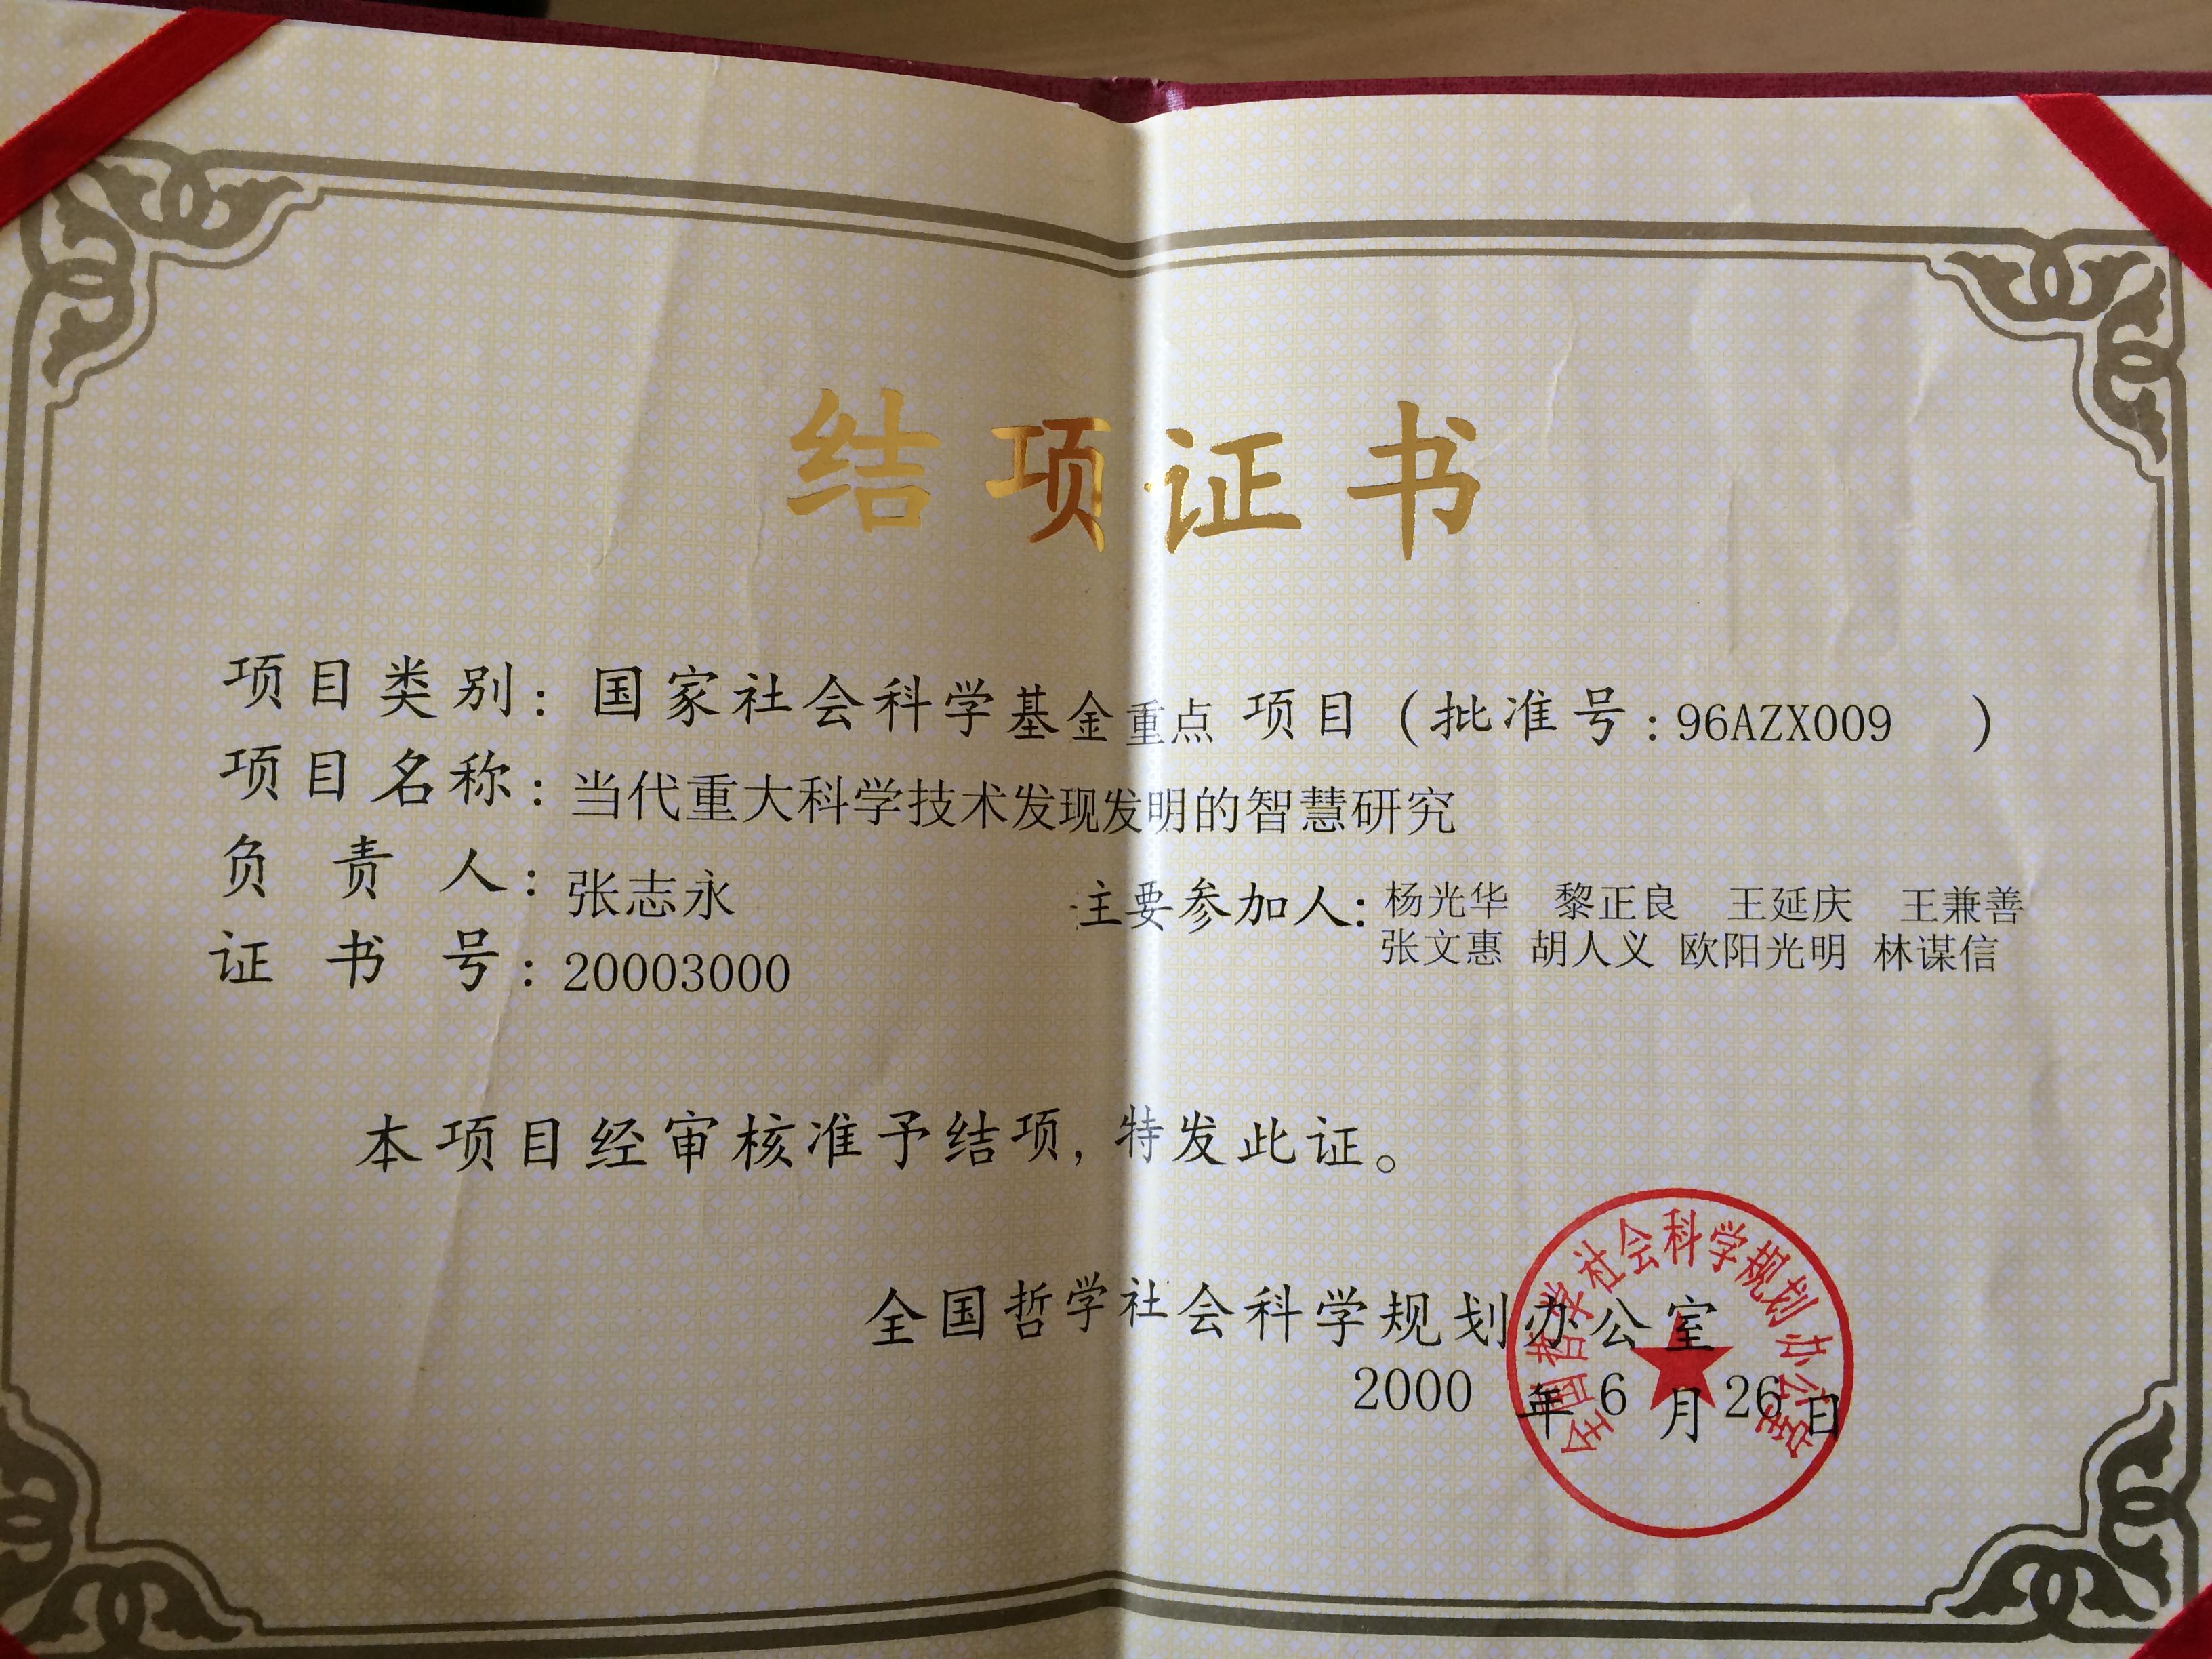 结项证书
项目类别：国家社会科学基金重点项目（批准号：96AZX009 ）
项目名称：当代重大科学技术发现发明的智慧研究
负责人：张志永 主要参加人：杨光华 黎正良 王延庆 王兼善
张文惠 胡人义 欧阳光明 林谋信
证书号：20003000
本项目经审核准予结项，特发此证。
全国哲学社会科学规划办公室
2000年6月26日
全国哲学社会科学规划办公室